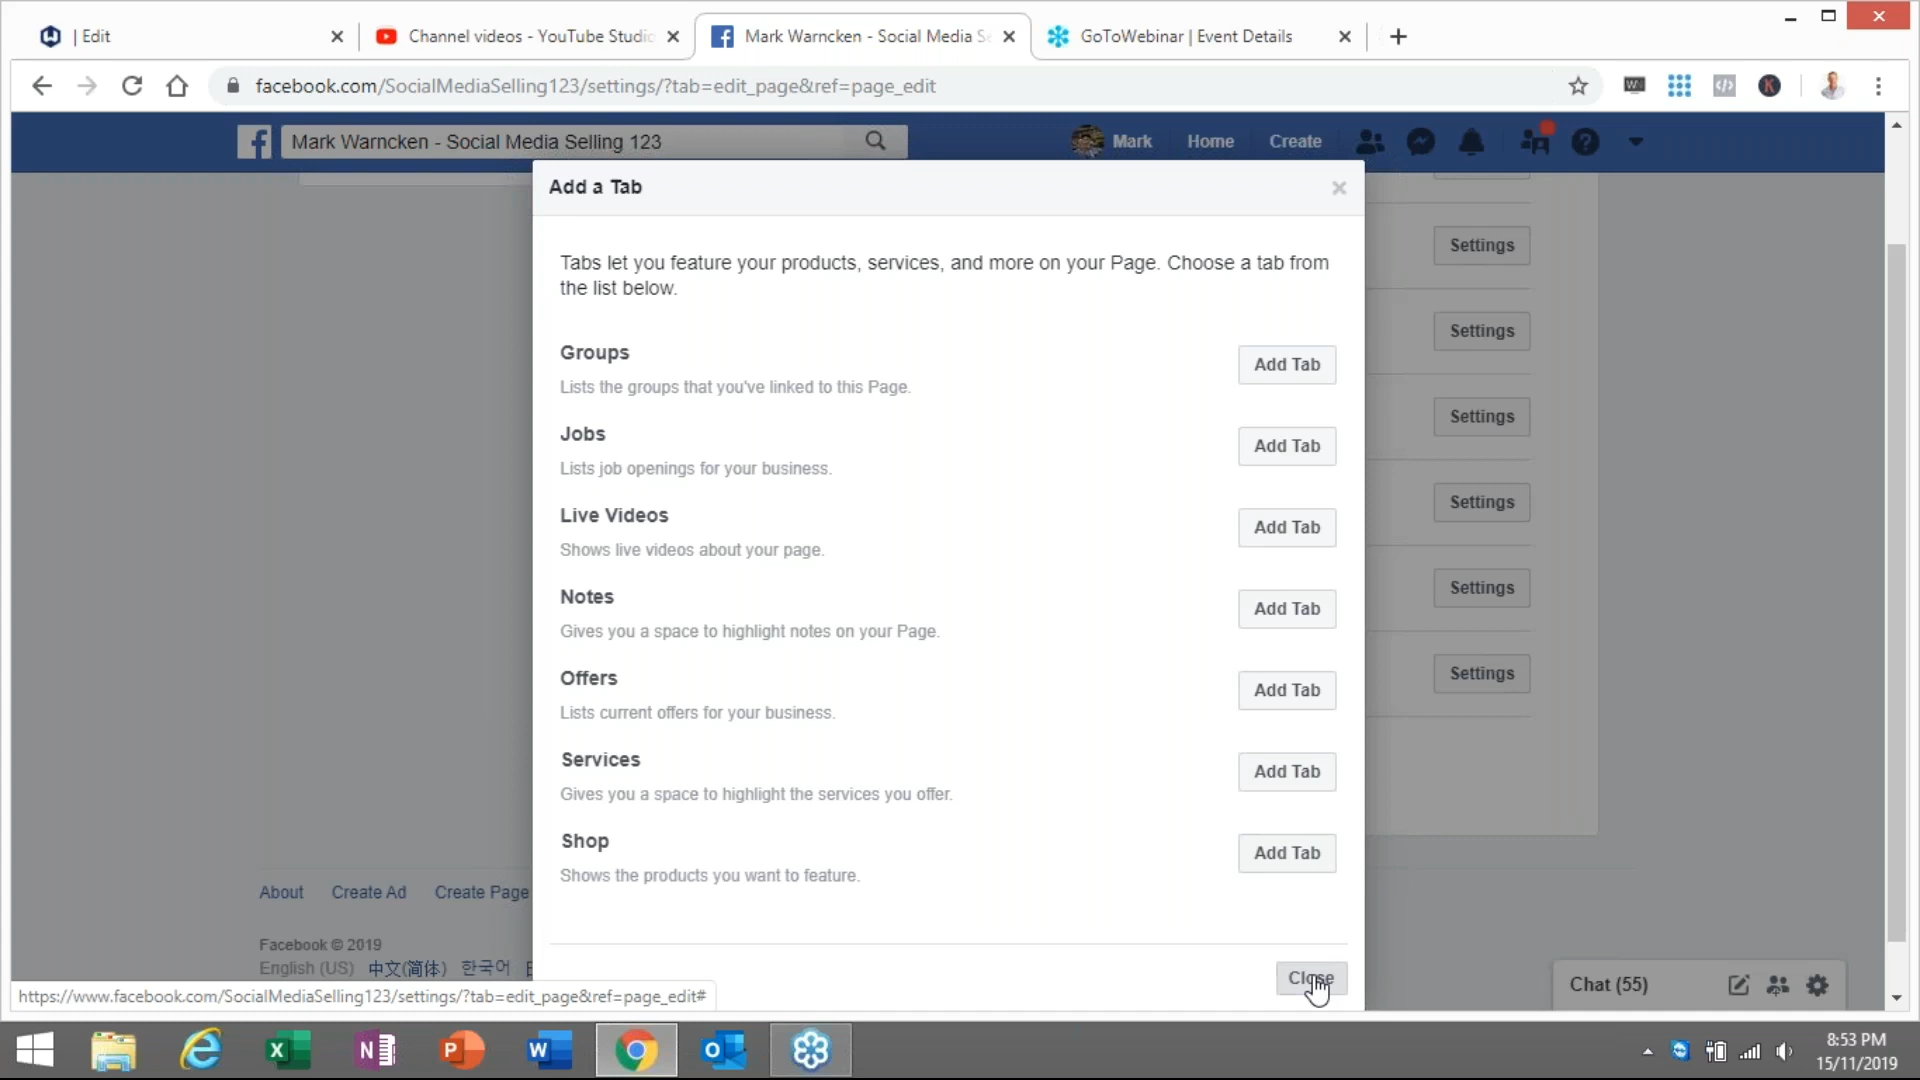 | Edit
Channel videos - YouTube Studio
Mark Warncken - Social Media S
GoToWebinar | Event Details
facebook.com/SocialMediaSelling123/settings/?tab=edit_page&ref=page_edit
Mark Warncken - Social Media Selling 123
Mark
Home
Create
Add a Tab
Tabs let you feature your products, services, and more on your Page. Choose a tab from
the list below.
Settings
Groups
Add Tab
Lists the groups that you've linked to this Page.
Settings
Jobs
Add Tab
Lists job openings for your business.
Settings
Live Videos
Add Tab
Shows live videos about your page.
Settings
Notes
Add Tab
Gives you a space to highlight notes on your Page.
Settings
Offers
Add Tab
Lists current offers for your business.
Settings
Services
Add Tab
Gives you a space to highlight the services you offer.
Shop
Add Tab
Shows the products you want to feature.
About
Create Ad
Create Page
Facebook © 2019
English (US) 中文(简体) 한국어
Close
Chat (55)
https://www.facebook.com/SocialMediaSelling123/settings/?tab=edit_page&ref=page_edit#
8:53 PM
15/11/2019